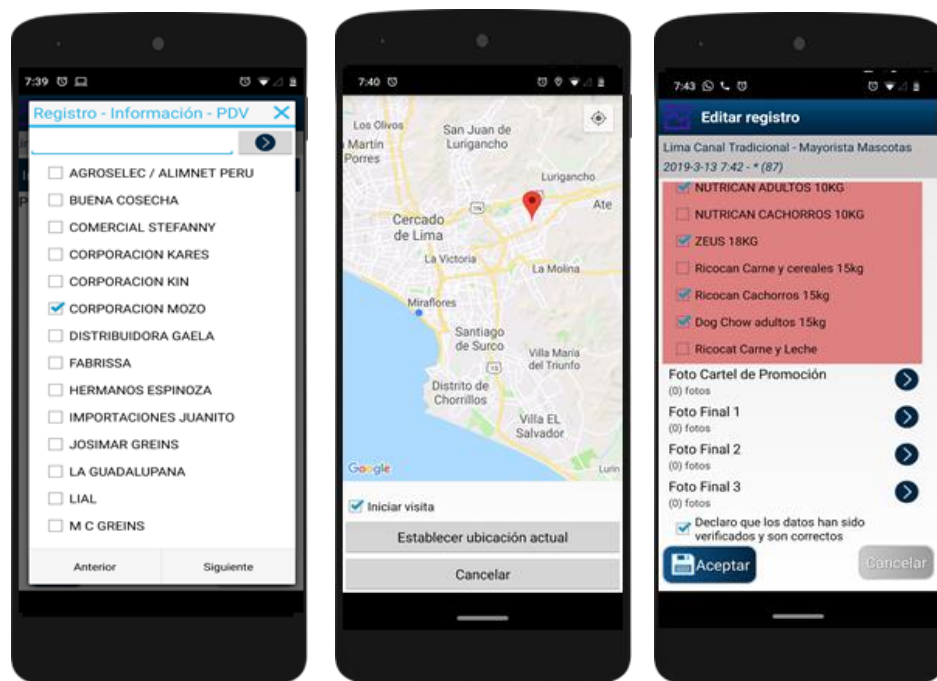 7:39
Registro - Información - PDV
AGROSELEC / ALIMNET PERU
BUENA COSECHA
COMERCIAL STEFANNY
CORPORACION KARES
CORPORACION KIN
CORPORACION MOZO
DISTRIBUIDORA GAELA
FABRISSA
HERMANOS ESPINOZA
IMPORTACIONES JUANITO
JOSIMAR GREINS
LA GUADALUPANA
LIAL
M C GREINS
Anterior
Siguiente
7:40
Los Olivos
San Juan de
Lurigancho
Martín
Porres
Lurigancho
Ate
Cercado
de Lima
La Victoria
La Molina
Miraflores
Santiago
de Surco
Villa María
del Triunfo
Distrito de
Chorrillos
Villa EL
Salvador
Google
Lurin
Iniciar visita
Establecer ubicación actual
Cancelar
7:43
Editar registro
Lima Canal Tradicional - Mayorista Mascotas
2019-3-13 7:42 - * (87)
NUTRICAN ADULTOS 10KG
NUTRICAN CACHORROS 10KG
ZEUS 18KG
Ricocan Carne y cereales 15kg
Ricocan Cachorros 15kg
Dog Chow adultos 15kg
Ricocat Carne y Leche
Foto Cartel de Promoción
(0) fotos
Foto Final 1
(0) fotos
Foto Final 2
(0) fotos
Foto Final 3
(0) fotos
Declaro que los datos han sido
verificados y son correctos
Aceptar
Cancelar